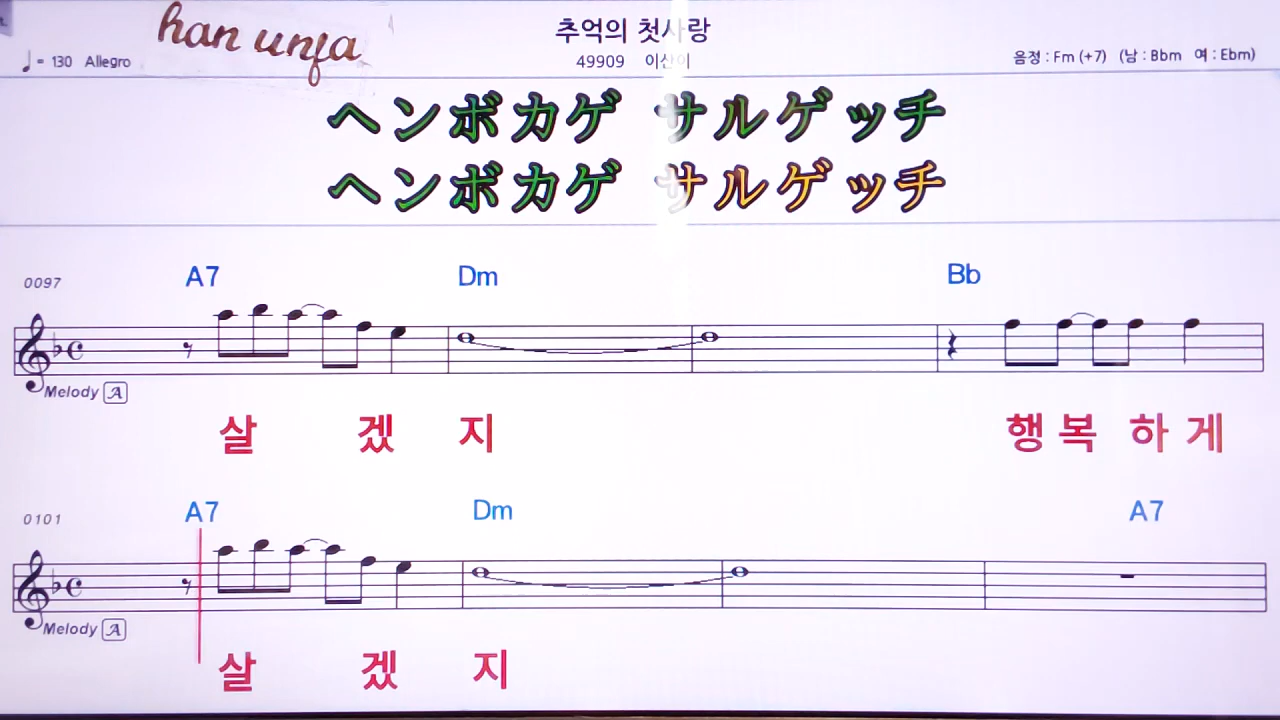 han unja
추억의 첫사랑
♩ = 130 Allegro
49909 이산이
음정 : Fm (+7) (남 : Bbm 여 : Ebm)
ヘンボカゲ サルゲッチ
ヘンボカゲ サルゲッチ
0097 A7 Dm Bb
Melody A
살 겠 지 행 복 하 게
0101 A7 Dm A7
Melody A
살 겠 지